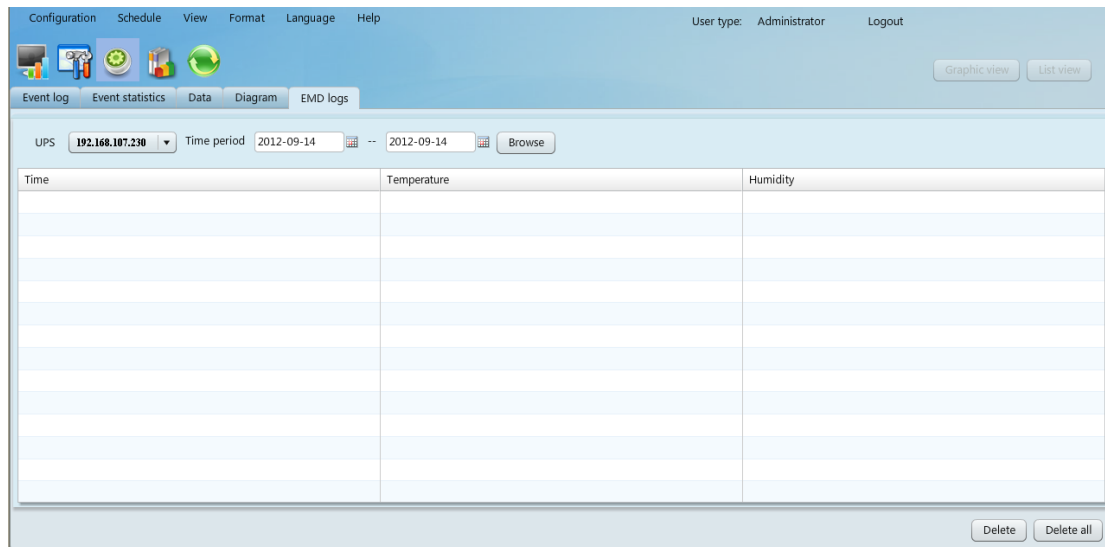 Configuration Schedule View Format Language Help User type: Administrator Logout
Graphic view List view
Event log Event statistics Data Diagram EMD logs
UPS 192.168.107.230 Time period 2012-09-14 -- 2012-09-14 Browse
Time Temperature Humidity
Delete Delete all